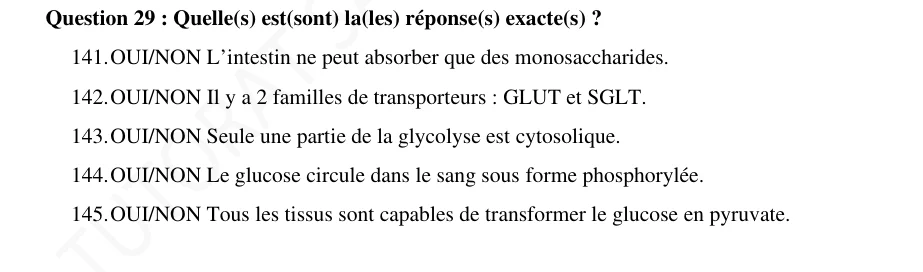 Question 29 : Quelle(s) est(sont) la(les) réponse(s) exacte(s) ?
141.OUI/NON L'intestin ne peut absorber que des monosaccharides.
142.OUI/NON Il y a 2 familles de transporteurs : GLUT et SGLT.
143.OUI/NON Seule une partie de la glycolyse est cytosolique.
144.OUI/NON Le glucose circule dans le sang sous forme phosphorylée.
145.OUI/NON Tous les tissus sont capables de transformer le glucose en pyruvate.